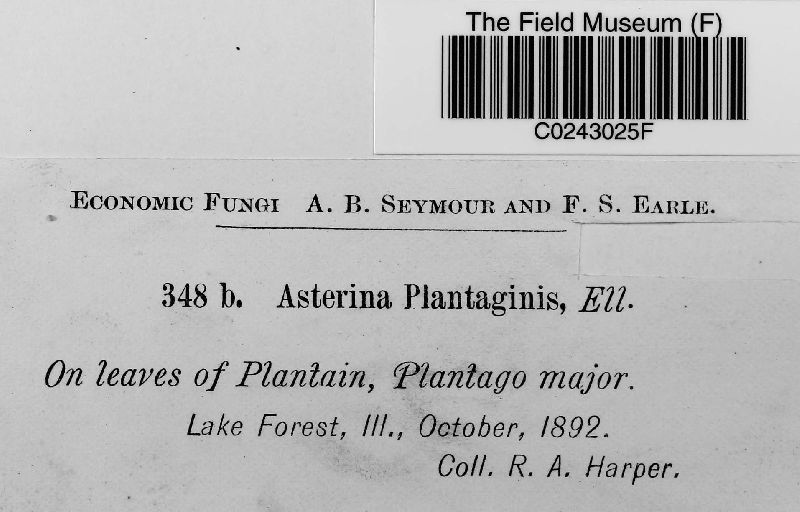 The Field Museum (F)
C0243025F
Economic Fungi A. B. Seymour and F. S. Earle.
348 b. Asterina Plantaginis, Ell.
On leaves of Plantain, Plantago major.
Lake Forest, Ill., October, 1892.
Coll. R. A. Harper.